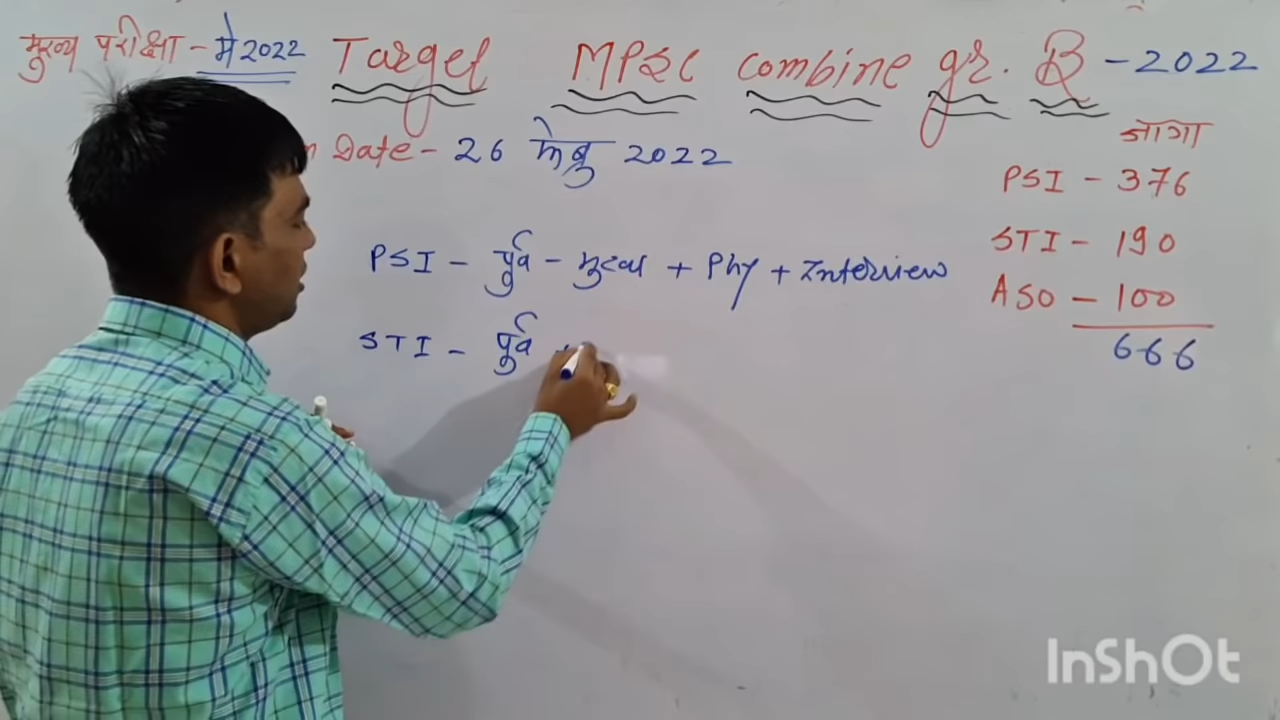 मुख्य परीक्षा - मे 2022
Target MPSC combine gr. B - 2022
Date - 26 फेब्रु 2022
जागा
PSI - 376
STI - 190
ASO - 100
666
PSI - पुर्व - मुख्य + Phy + Interview
STI - पुर्व +
InShOt